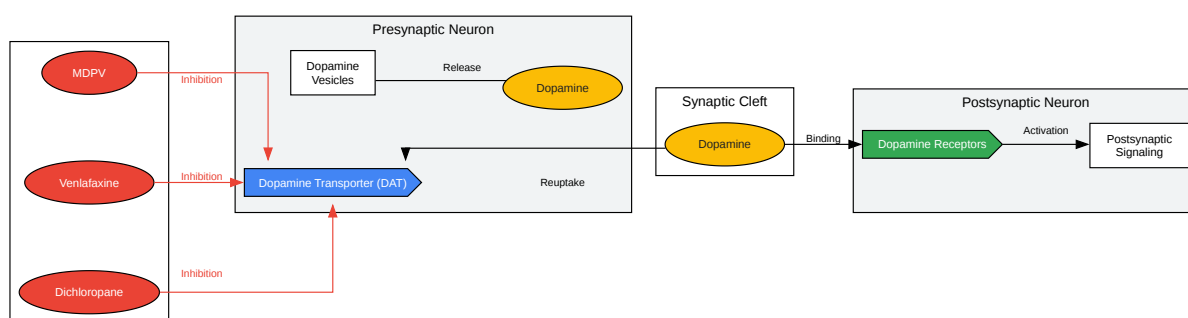 Presynaptic Neuron
MDPV
Inhibition
Dopamine
Vesicles
Release
Dopamine
Synaptic Cleft
Dopamine
Binding
Postsynaptic Neuron
Dopamine Receptors
Activation
Postsynaptic
Signaling
Venlafaxine
Inhibition
Dopamine Transporter (DAT)
Reuptake
Dichloropane
Inhibition